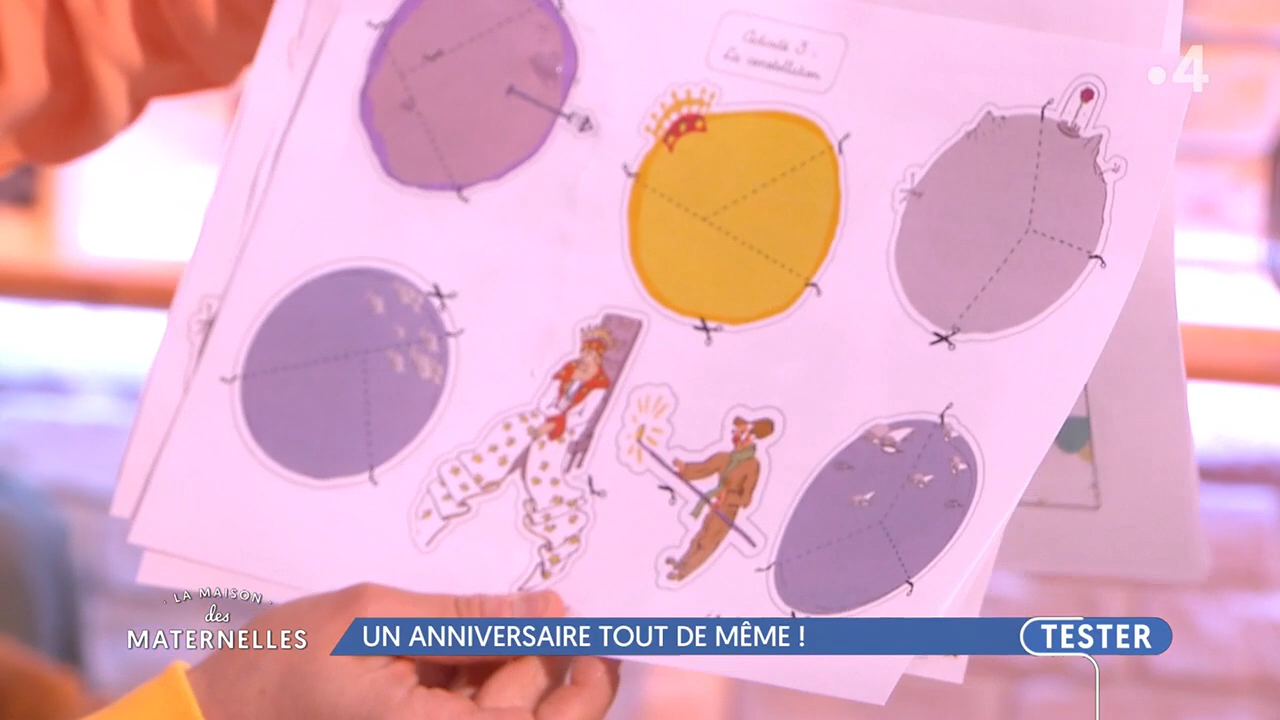 Activité 3 :
La constellation
4
LA MAISON
des
MATERNELLES
UN ANNIVERSAIRE TOUT DE MÊME !
TESTER